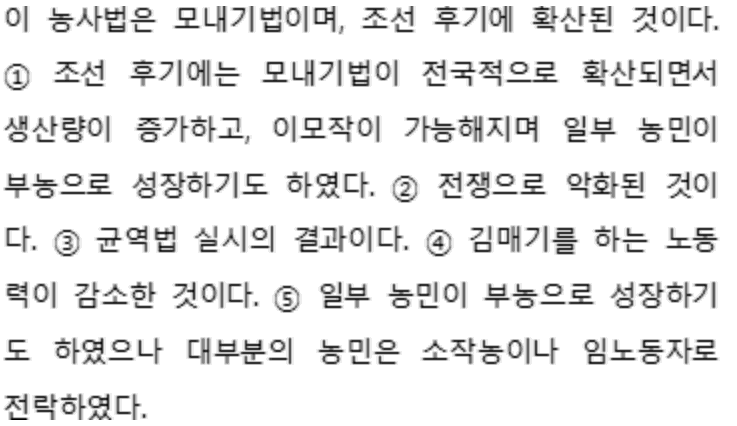 이 농사법은 모내기법이며, 조선 후기에 확산된 것이다.
① 조선 후기에는 모내기법이 전국적으로 확산되면서
생산량이 증가하고, 이모작이 가능해지며 일부 농민이
부농으로 성장하기도 하였다. ② 전쟁으로 악화된 것이
다. ③ 균역법 실시의 결과이다. ④ 김매기를 하는 노동
력이 감소한 것이다. ⑤ 일부 농민이 부농으로 성장하기
도 하였으나 대부분의 농민은 소작농이나 임노동자로
전락하였다.